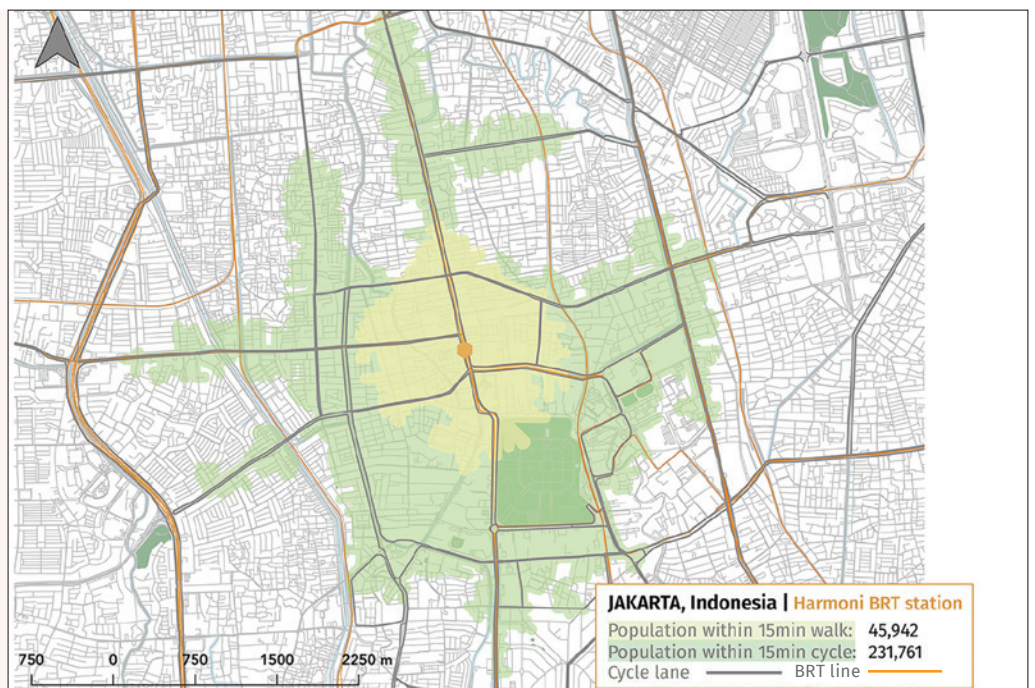 750 0 750 1500 2250 m
JAKARTA, Indonesia | Harmoni BRT station
Population within 15min walk: 45,942
Population within 15min cycle: 231,761
Cycle lane BRT line